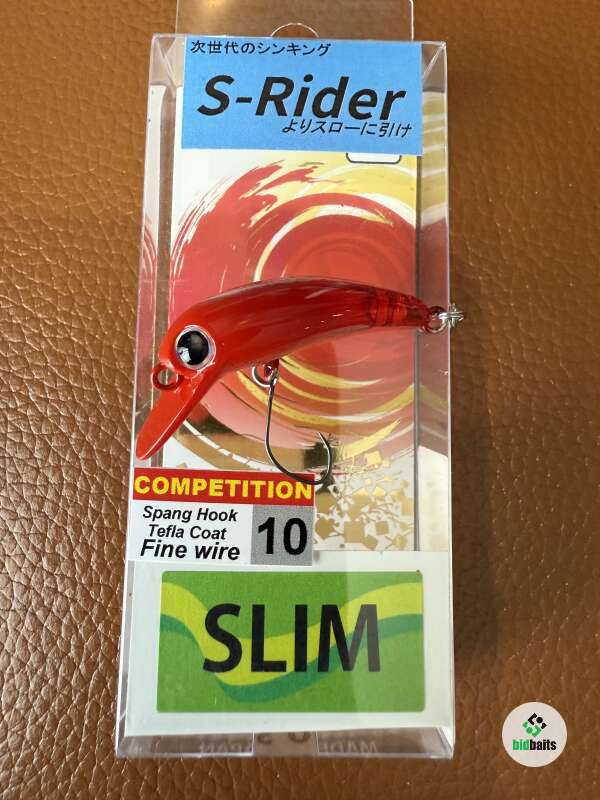 次世代のシンキング
S-Rider
よりスローに引け
COMPETITION
Spang Hook
Tefla Coat
Fine wire
10
SLIM
MADE
bidbaits